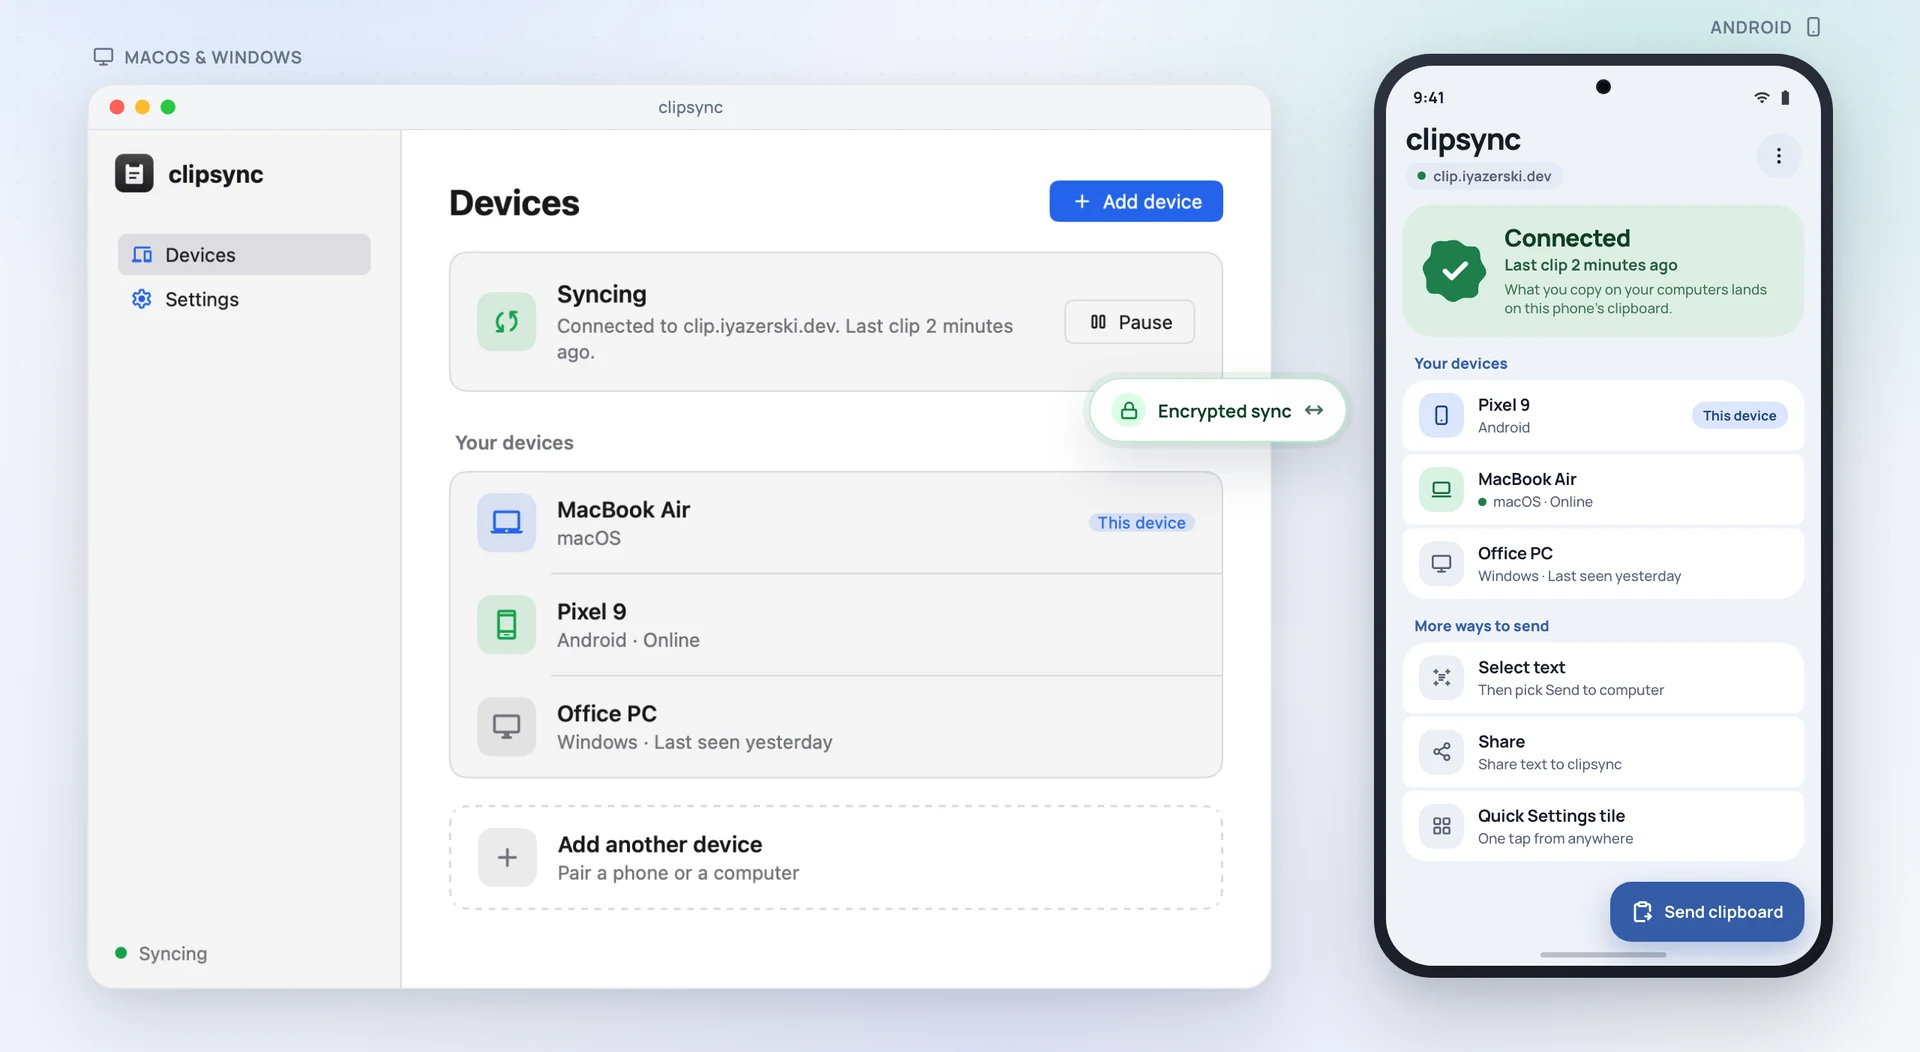 MACOS & WINDOWS
clipsync
clipsync
Devices
Settings
Syncing
Devices
+ Add device
Syncing
Connected to clip.iyazerski.dev. Last clip 2 minutes
ago.
Pause
Encrypted sync
Your devices
MacBook Air
macOS
This device
Pixel 9
Android · Online
Office PC
Windows · Last seen yesterday
Add another device
Pair a phone or a computer
ANDROID
9:41
clipsync
clip.iyazerski.dev
Connected
Last clip 2 minutes ago
What you copy on your computers lands
on this phone's clipboard.
Your devices
Pixel 9
Android
This device
MacBook Air
macOS · Online
Office PC
Windows · Last seen yesterday
More ways to send
Select text
Then pick Send to computer
Share
Share text to clipsync
Quick Settings tile
One tap from anywhere
Send clipboard